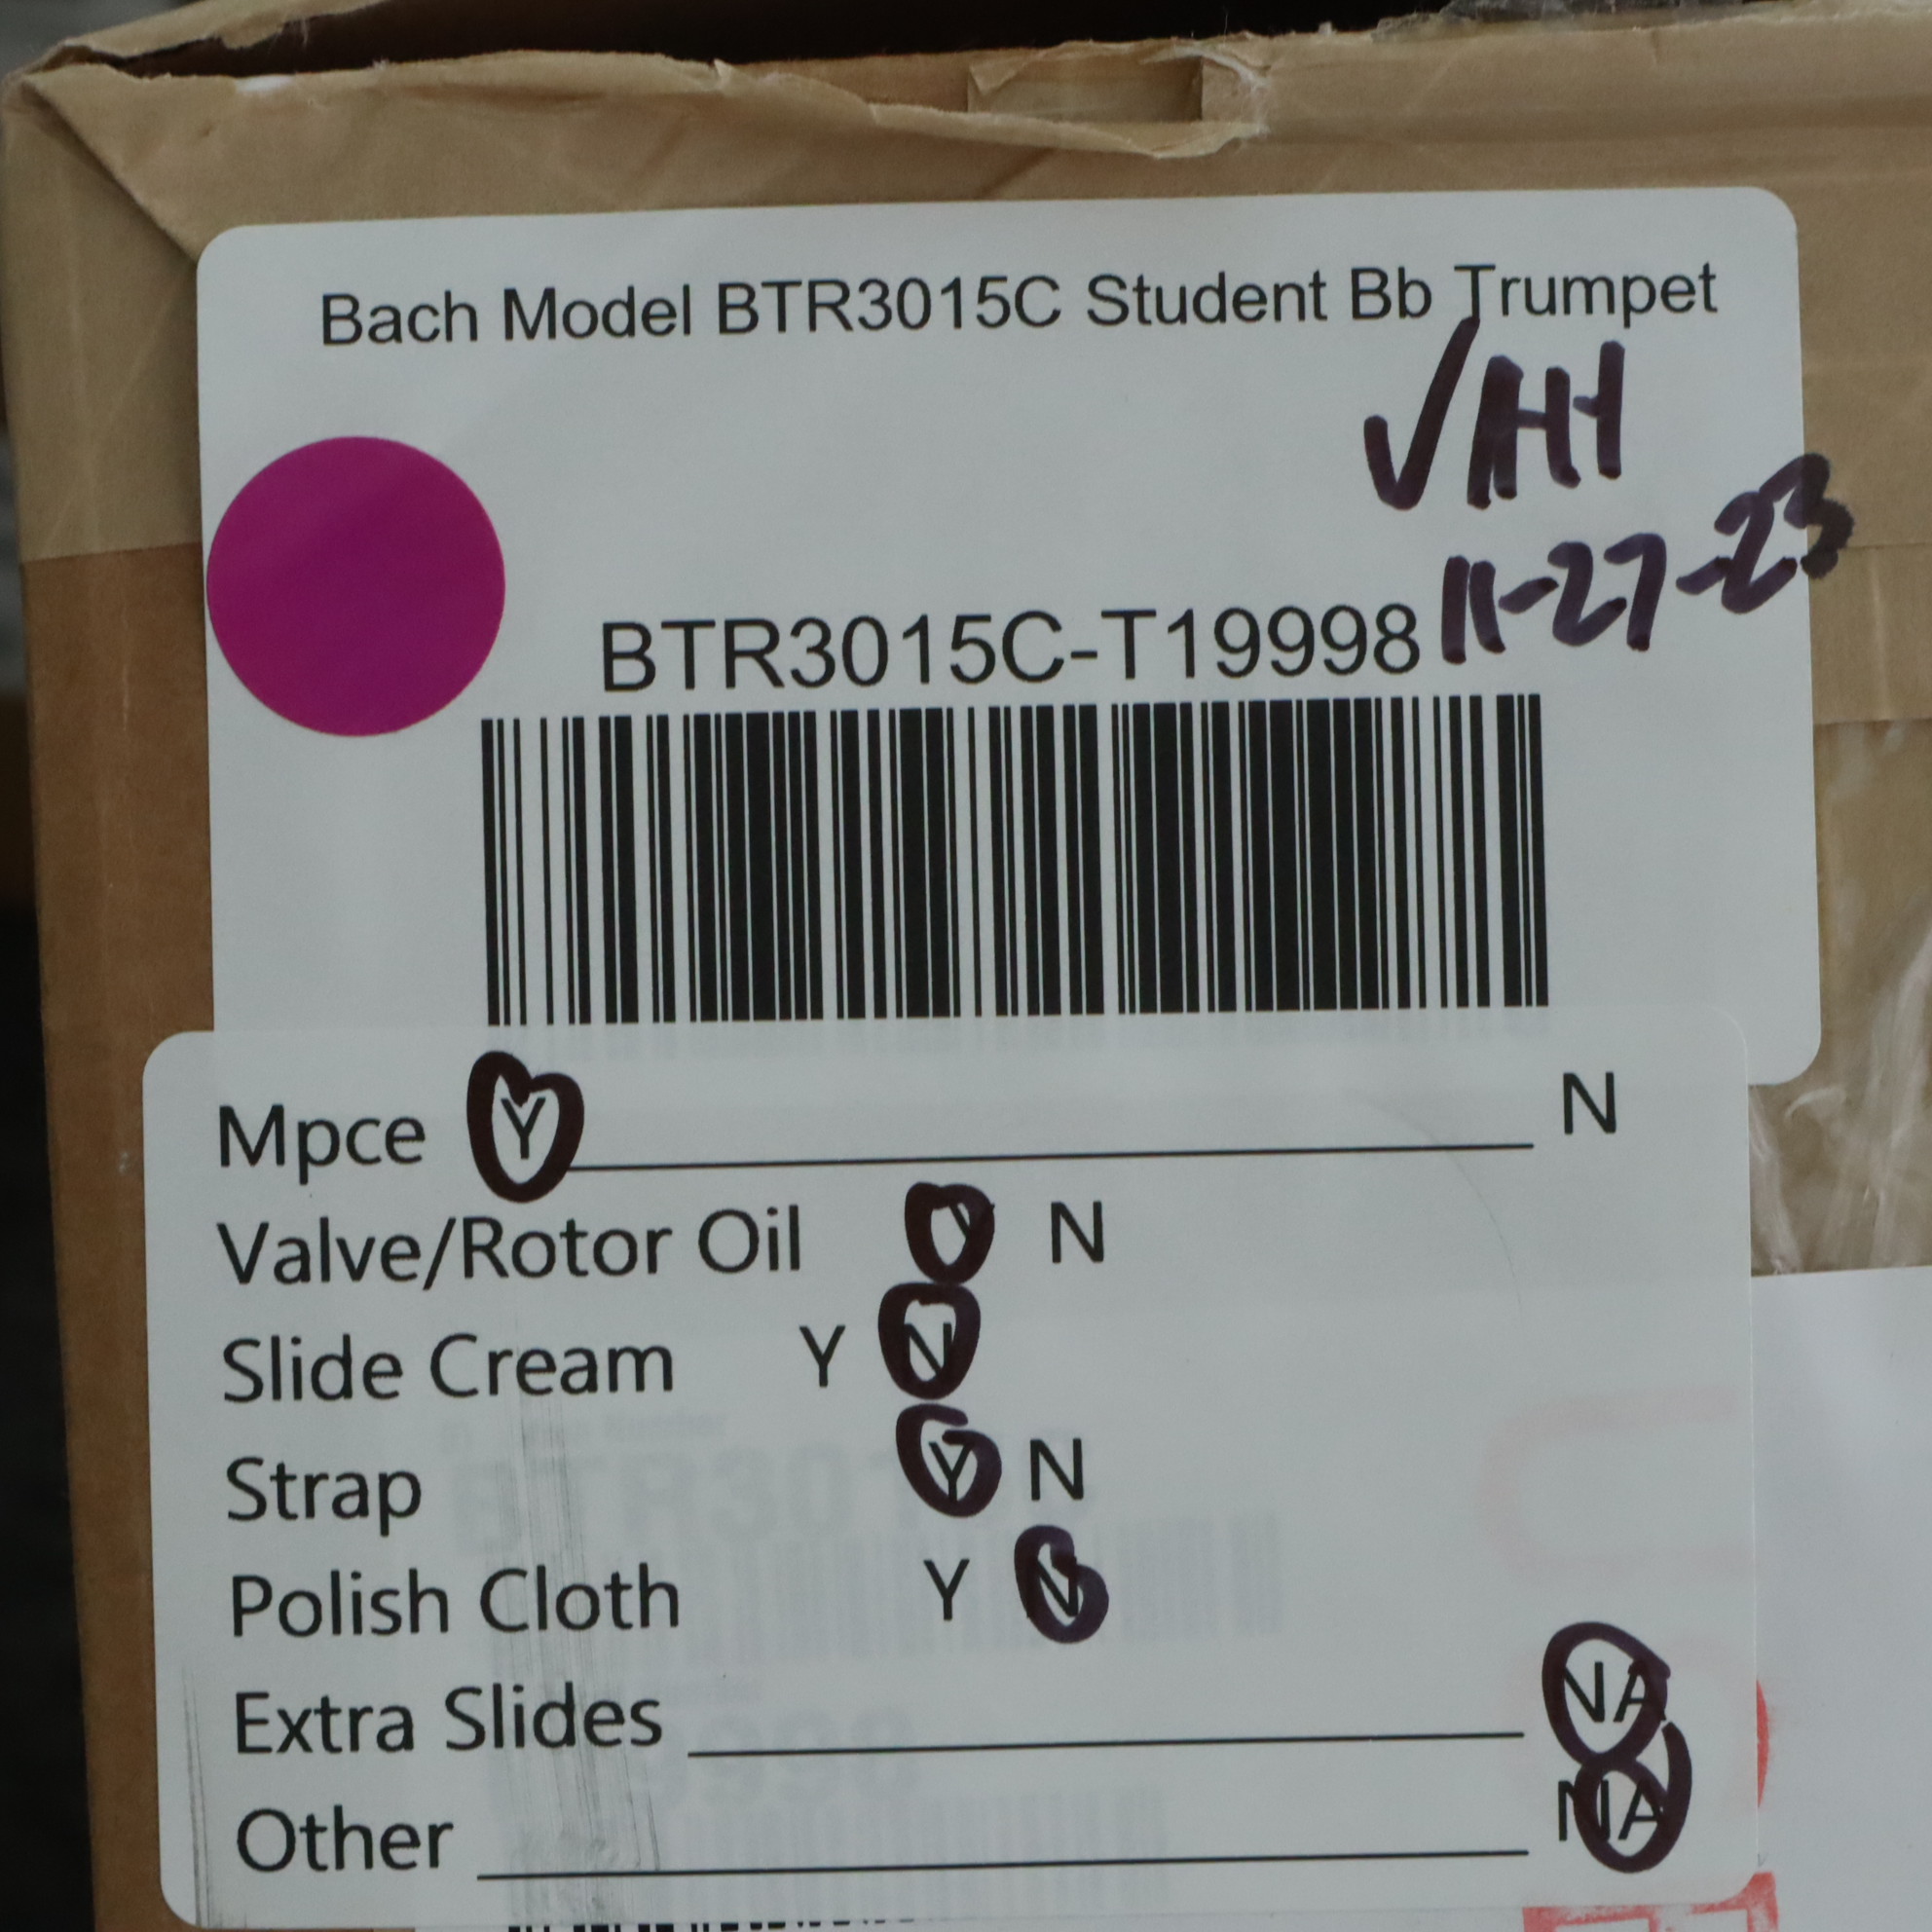 Bach Model BTR3015C Student Bb Trumpet
✓AH
11-27-23
BTR3015C-T19998
Mpce Y N
Valve/Rotor Oil Y N
Slide Cream Y N
Strap Y N
Polish Cloth Y N
Extra Slides NA
Other NA